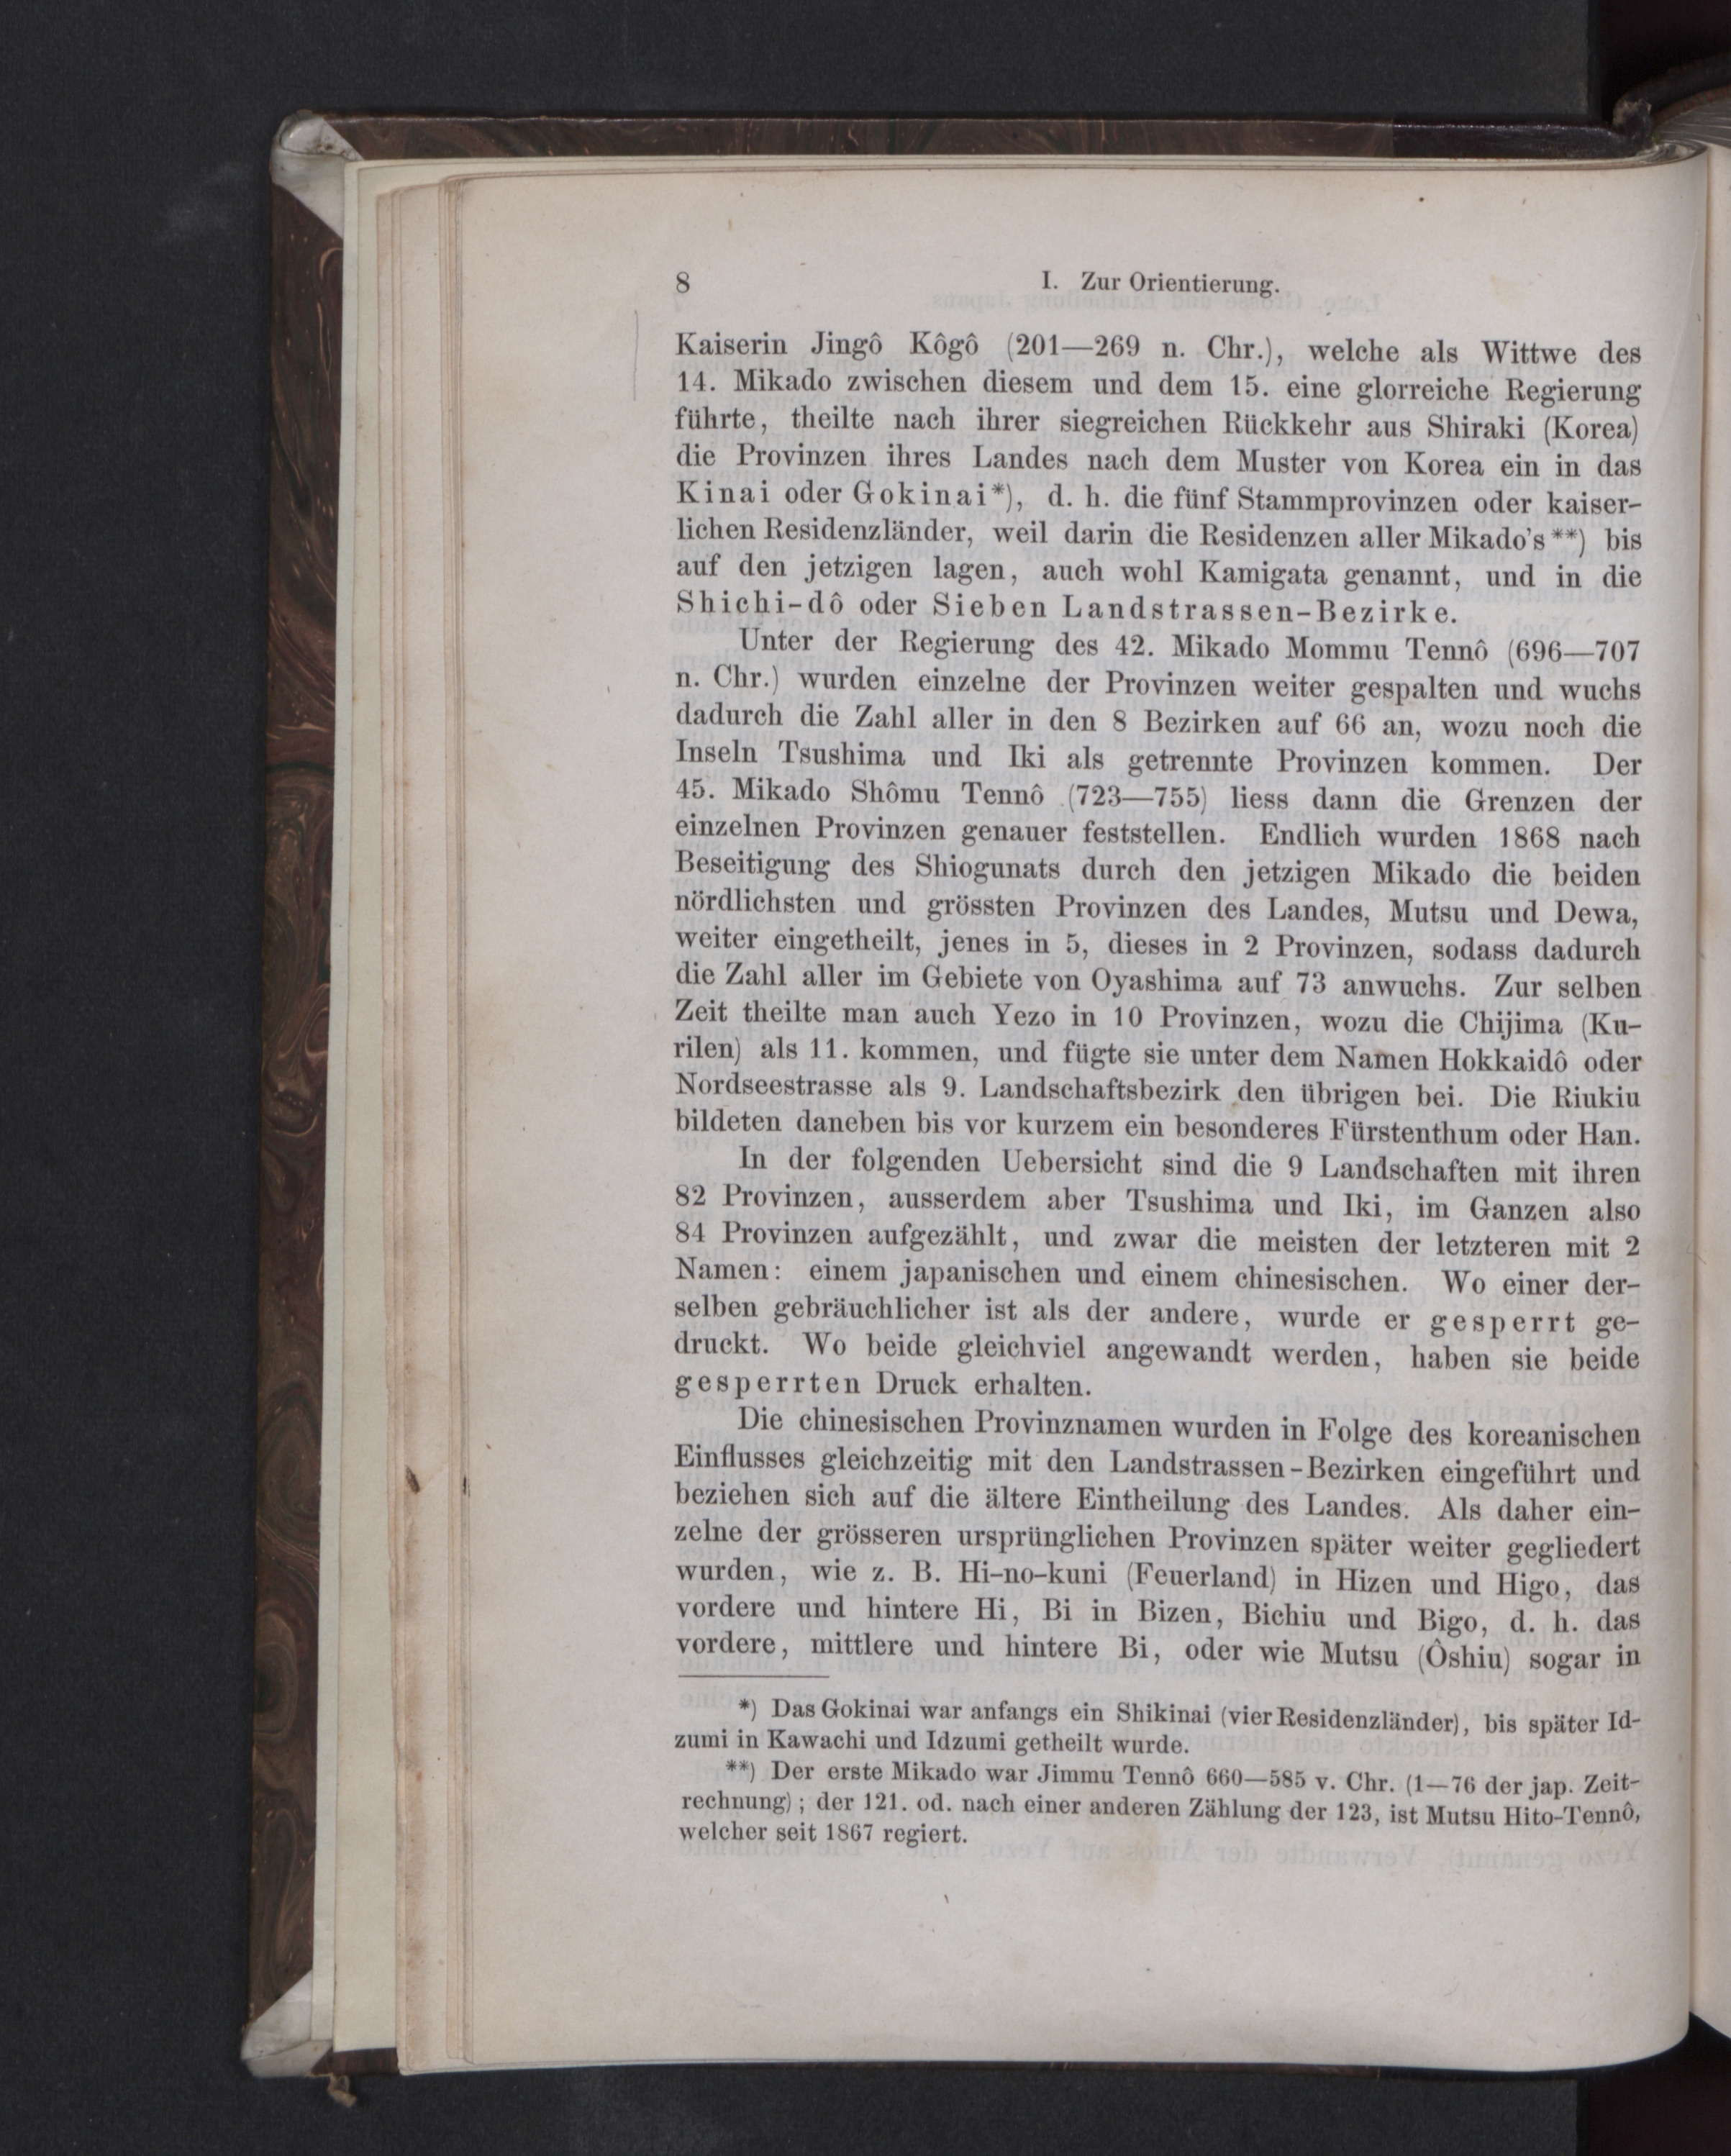 8 I. Zur Orientierung.
Kaiserin Jingô Kôgô (201—269 n. Chr.), welche als Wittwe des
14. Mikado zwischen diesem und dem 15. eine glorreiche Regierung
führte, theilte nach ihrer siegreichen Rückkehr aus Shiraki (Korea)
die Provinzen ihres Landes nach dem Muster von Korea ein in das
Kinai oder Gokinai*), d. h. die fünf Stammprovinzen oder kaiser-
lichen Residenzländer, weil darin die Residenzen aller Mikado's**) bis
auf den jetzigen lagen, auch wohl Kamigata genannt, und in die
Shichi-dô oder Sieben Landstrassen-Bezirke.
Unter der Regierung des 42. Mikado Mommu Tennô (696—707
n. Chr.) wurden einzelne der Provinzen weiter gespalten und wuchs
dadurch die Zahl aller in den 8 Bezirken auf 66 an, wozu noch die
Inseln Tsushima und Iki als getrennte Provinzen kommen. Der
45. Mikado Shômu Tennô (723—755) liess dann die Grenzen der
einzelnen Provinzen genauer feststellen. Endlich wurden 1868 nach
Beseitigung des Shiogunats durch den jetzigen Mikado die beiden
nördlichsten und grössten Provinzen des Landes, Mutsu und Dewa,
weiter eingetheilt, jenes in 5, dieses in 2 Provinzen, sodass dadurch
die Zahl aller im Gebiete von Oyashima auf 73 anwuchs. Zur selben
Zeit theilte man auch Yezo in 10 Provinzen, wozu die Chijima (Ku-
rilen) als 11. kommen, und fügte sie unter dem Namen Hokkaidô oder
Nordseestrasse als 9. Landschaftsbezirk den übrigen bei. Die Riukiu
bildeten daneben bis vor kurzem ein besonderes Fürstenthum oder Han.
In der folgenden Uebersicht sind die 9 Landschaften mit ihren
82 Provinzen, ausserdem aber Tsushima und Iki, im Ganzen also
84 Provinzen aufgezählt, und zwar die meisten der letzteren mit 2
Namen: einem japanischen und einem chinesischen. Wo einer der-
selben gebräuchlicher ist als der andere, wurde er gesperrt ge-
druckt. Wo beide gleichviel angewandt werden, haben sie beide
gesperrten Druck erhalten.
Die chinesischen Provinznamen wurden in Folge des koreanischen
Einflusses gleichzeitig mit den Landstrassen-Bezirken eingeführt und
beziehen sich auf die ältere Eintheilung des Landes. Als daher ein-
zelne der grösseren ursprünglichen Provinzen später weiter gegliedert
wurden, wie z. B. Hi-no-kuni (Feuerland) in Hizen und Higo, das
vordere und hintere Hi, Bi in Bizen, Bichiu und Bigo, d. h. das
vordere, mittlere und hintere Bi, oder wie Mutsu (Ôshiu) sogar in
*) Das Gokinai war anfangs ein Shikinai (vier Residenzländer), bis später Id-
zumi in Kawachi und Idzumi getheilt wurde.
**) Der erste Mikado war Jimmu Tennô 660—585 v. Chr. (1—76 der jap. Zeit-
rechnung); der 121. od. nach einer anderen Zählung der 123, ist Mutsu Hito-Tennô,
welcher seit 1867 regiert.